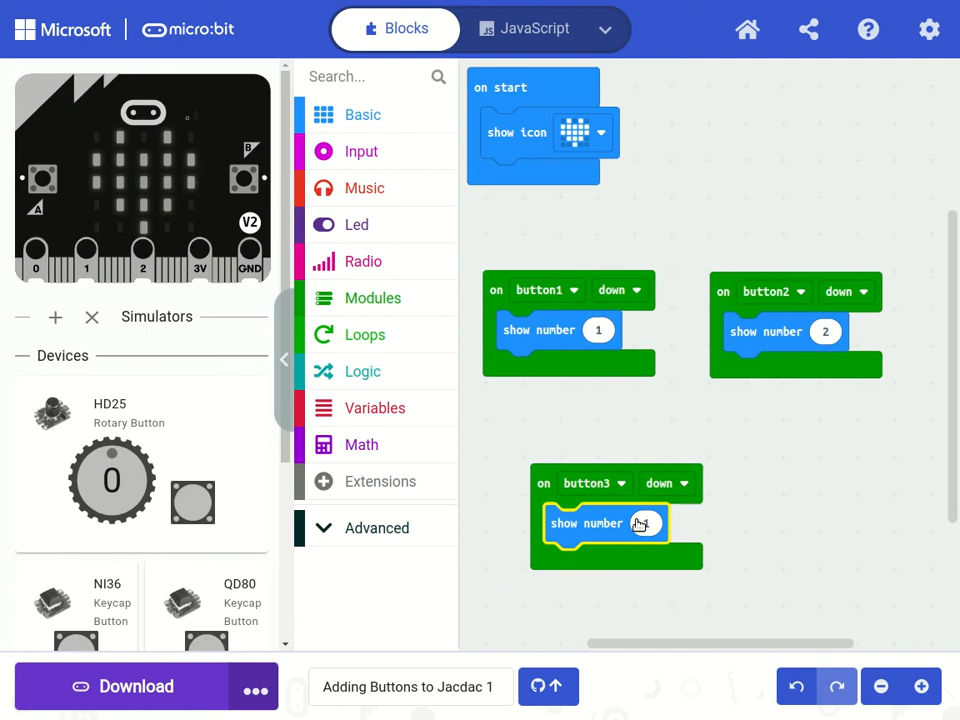 Microsoft micro:bit Blocks JavaScript
Search...
Basic
Input
Music
Led
Radio
Modules
Loops
Logic
Variables
Math
Extensions
Advanced
B
A
V2
0 1 2 3V GND
Simulators
Devices
HD25
Rotary Button
0
NI36
Keycap
Button
QD80
Keycap
Button
on start
show icon
on button1 down
show number 1
on button2 down
show number 2
on button3 down
show number
Download
Adding Buttons to Jacdac 1